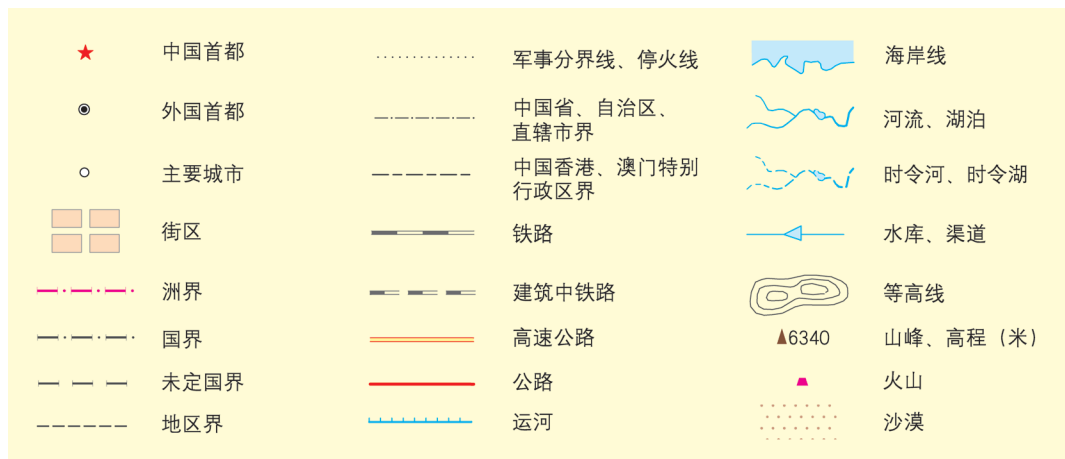 中国首都
外国首都
主要城市
街区
洲界
国界
未定国界
地区界
军事分界线、停火线
中国省、自治区、
直辖市界
中国香港、澳门特别
行政区界
铁路
建筑中铁路
高速公路
公路
运河
海岸线
河流、湖泊
时令河、时令湖
水库、渠道
等高线
6340 山峰、高程（米）
火山
沙漠